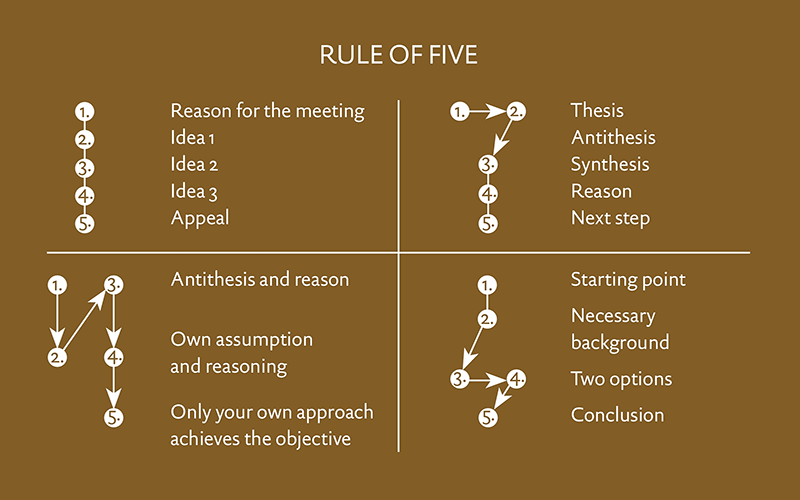 RULE OF FIVE
1. Reason for the meeting
2. Idea 1
3. Idea 2
4. Idea 3
5. Appeal
1. 2. Thesis
Antithesis
3. Synthesis
4. Reason
5. Next step
1. 3. Antithesis and reason
2. 4. Own assumption
and reasoning
5. Only your own approach
achieves the objective
1. Starting point
2. Necessary
background
3. 4. Two options
5. Conclusion